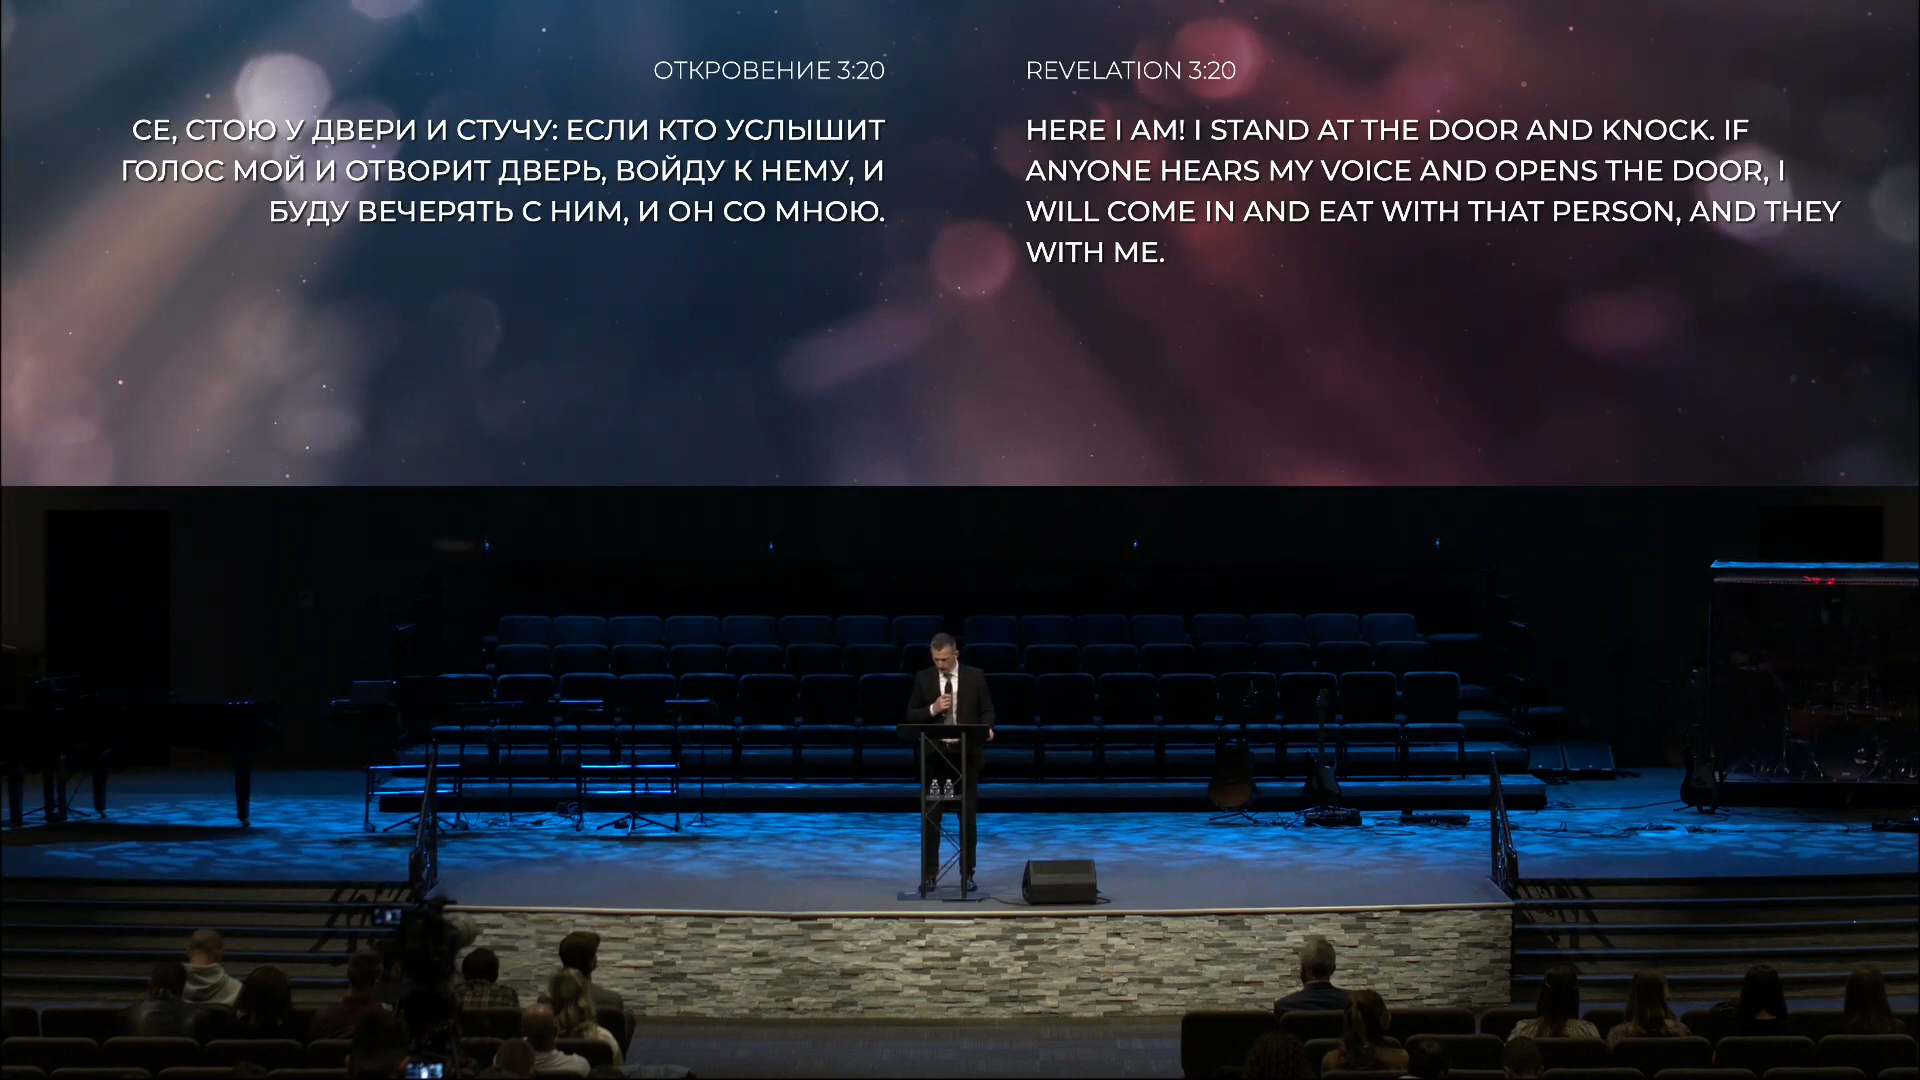 ОТКРОВЕНИЕ 3:20
СЕ, СТОЮ У ДВЕРИ И СТУЧУ: ЕСЛИ КТО УСЛЫШИТ
ГОЛОС МОЙ И ОТВОРИТ ДВЕРЬ, ВОЙДУ К НЕМУ, И
БУДУ ВЕЧЕРЯТЬ С НИМ, И ОН СО МНОЮ.
REVELATION 3:20
HERE I AM! I STAND AT THE DOOR AND KNOCK. IF
ANYONE HEARS MY VOICE AND OPENS THE DOOR, I
WILL COME IN AND EAT WITH THAT PERSON, AND THEY
WITH ME.